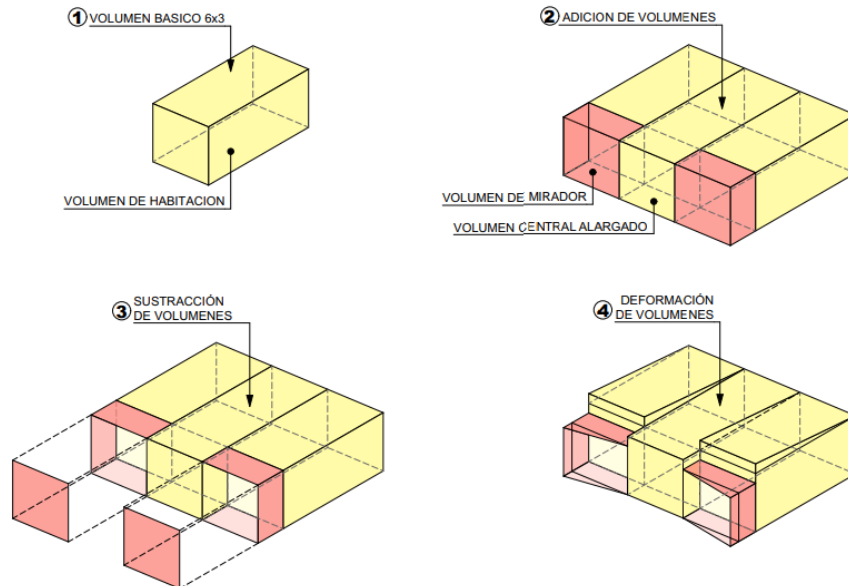 1 VOLUMEN BASICO 6x3
VOLUMEN DE HABITACION
2 ADICION DE VOLUMENES
VOLUMEN DE MIRADOR
VOLUMEN CENTRAL ALARGADO
3 SUSTRACCIÓN
DE VOLUMENES
4 DEFORMACIÓN
DE VOLUMENES